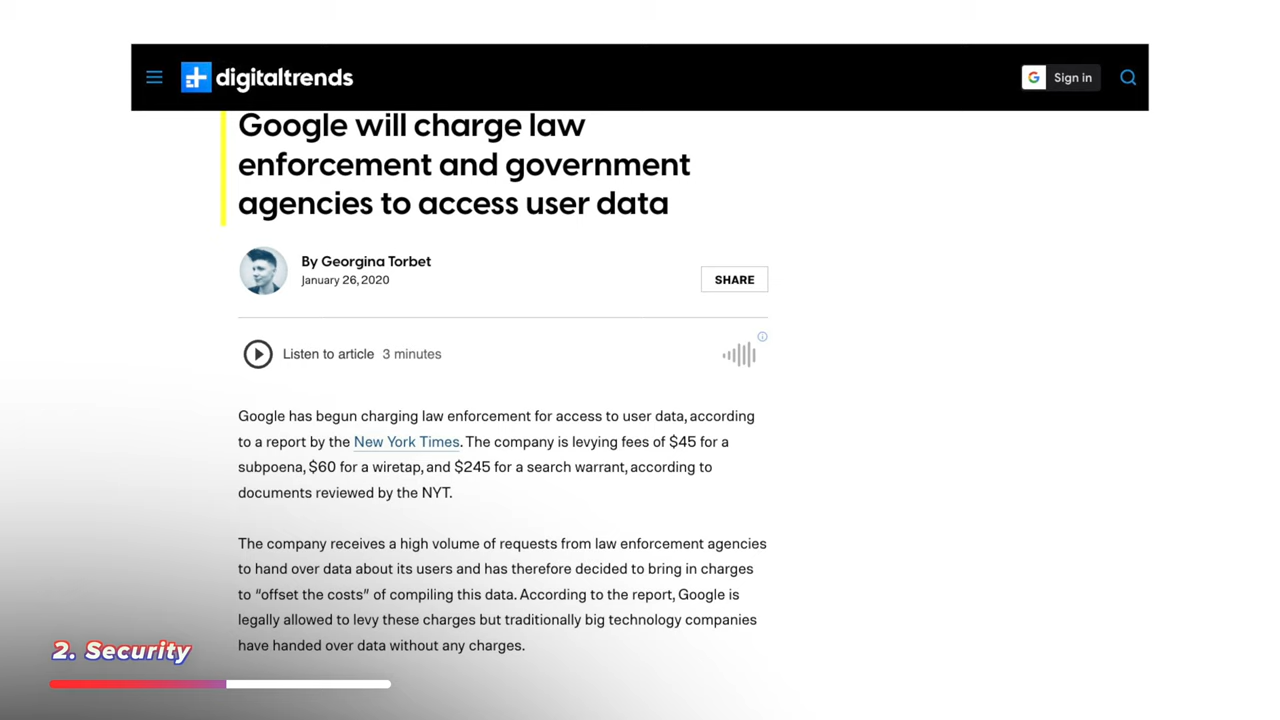 digitaltrends
Sign in
Google will charge law
enforcement and government
agencies to access user data
By Georgina Torbet
January 26, 2020
SHARE
Listen to article 3 minutes
Google has begun charging law enforcement for access to user data, according
to a report by the New York Times. The company is levying fees of $45 for a
subpoena, $60 for a wiretap, and $245 for a search warrant, according to
documents reviewed by the NYT.
The company receives a high volume of requests from law enforcement agencies
to hand over data about its users and has therefore decided to bring in charges
to “offset the costs” of compiling this data. According to the report, Google is
legally allowed to levy these charges but traditionally big technology companies
have handed over data without any charges.
2. Security